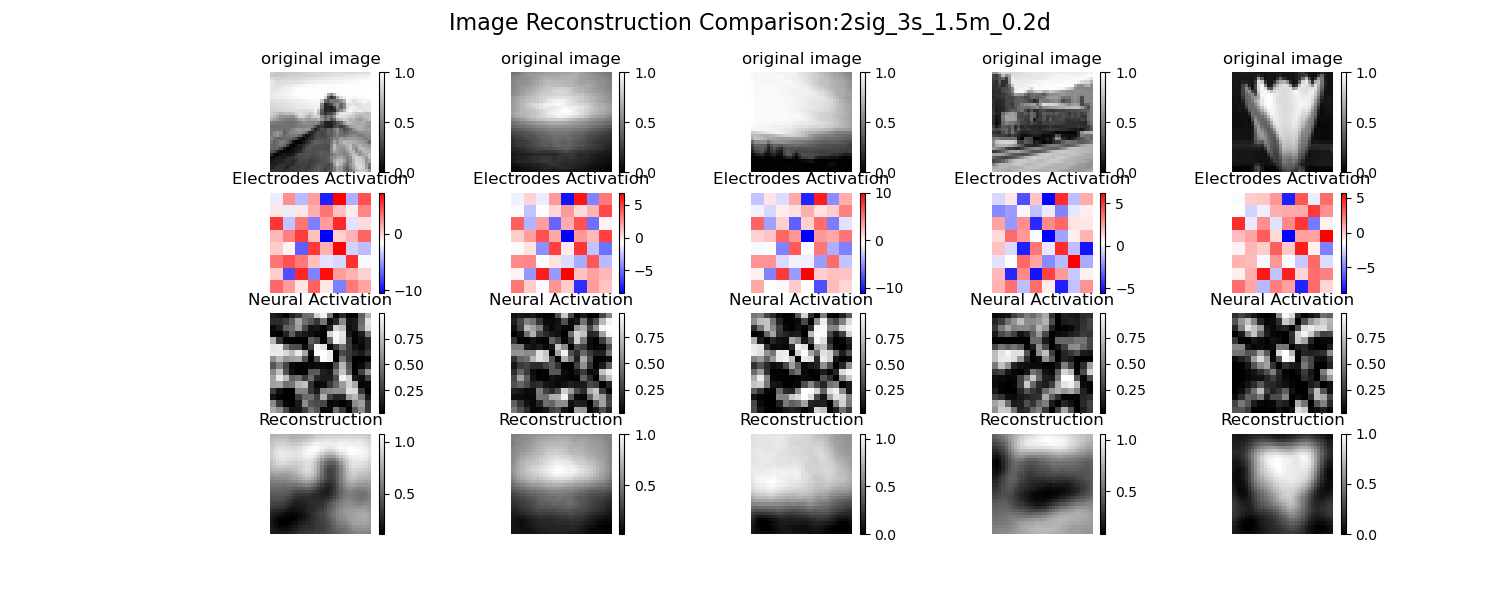 Image Reconstruction Comparison:2sig_3s_1.5m_0.2d
original image original image original image original image original image
1.0 1.0 1.0 1.0 1.0
0.5 0.5 0.5 0.5 0.5
0.0 0.0 0.0 0.0 0.0
Electrodes Activation Electrodes Activation Electrodes Activation Electrodes Activation Electrodes Activation
0 −10
5 0 −5
10 0 −10
5 0 −5
5 0 −5
Neural Activation Neural Activation Neural Activation Neural Activation Neural Activation
0.75 0.75 0.75 0.75 0.75
0.50 0.50 0.50 0.50 0.50
0.25 0.25 0.25 0.25 0.25
Reconstruction Reconstruction Reconstruction Reconstruction Reconstruction
1.0 1.0 1.0 1.0 1.0
0.5 0.5 0.5 0.5 0.5
0.0 0.0